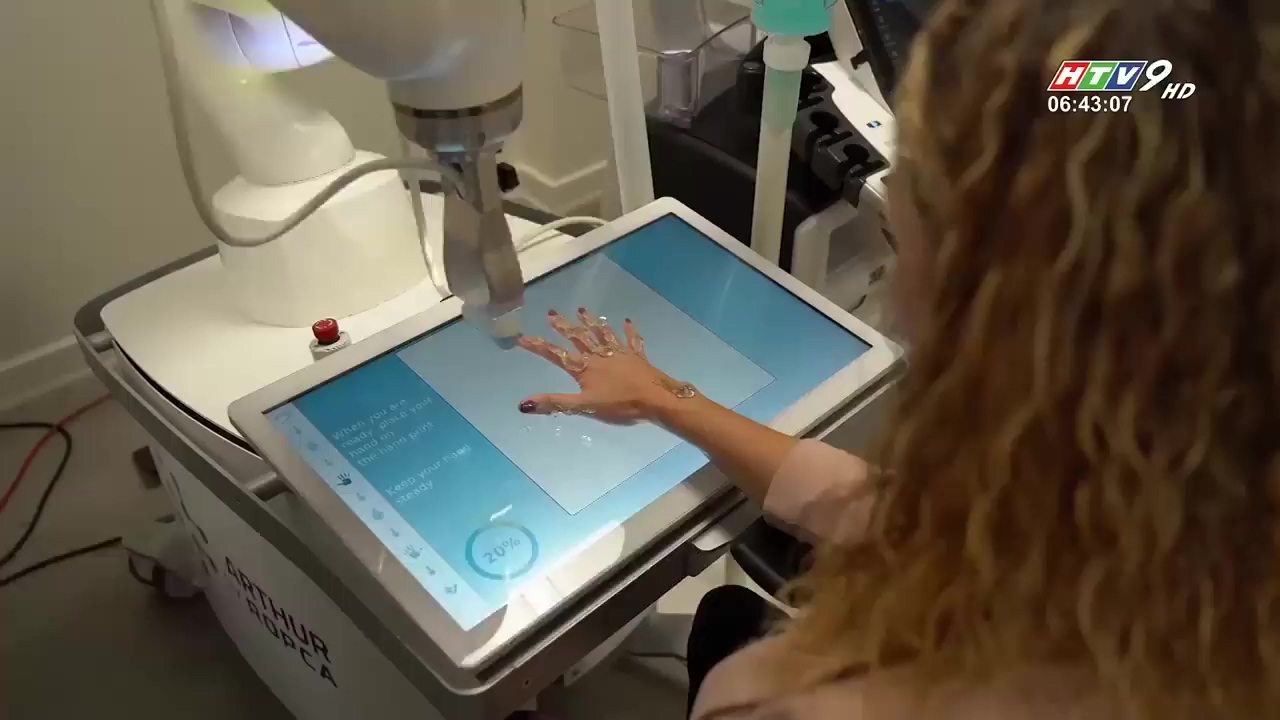 HTV9 HD
06:43:07
When you are
ready, place your
hand on
the hand print
Keep your hand
steady
20%
ARTHUR
ROPCA